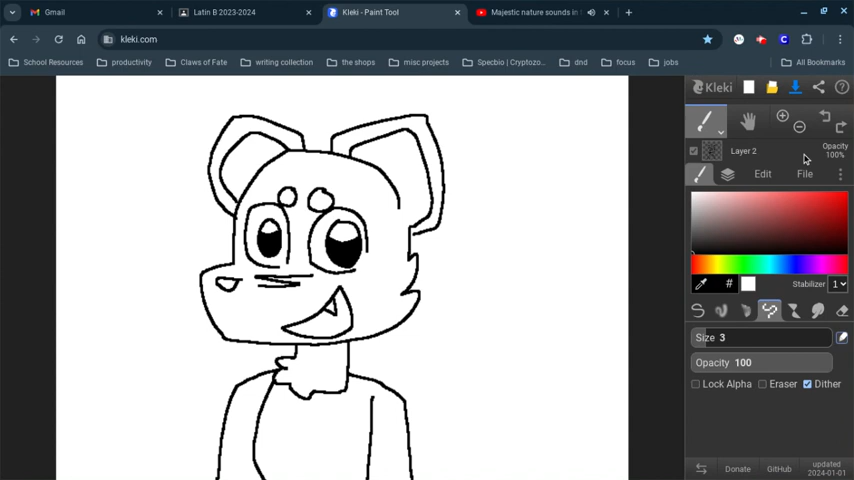 Gmail
Latin B 2023-2024
Kleki - Paint Tool
Majestic nature sounds in
kleki.com
School Resources
productivity
Claws of Fate
writing collection
the shops
misc projects
Specbio | Cryptozo...
dnd
focus
jobs
All Bookmarks
Kleki
Layer 2
Opacity
100%
Edit
File
#
Stabilizer 1
Size 3
Opacity 100
Lock Alpha
Eraser
Dither
Donate
GitHub
updated
2024-01-01